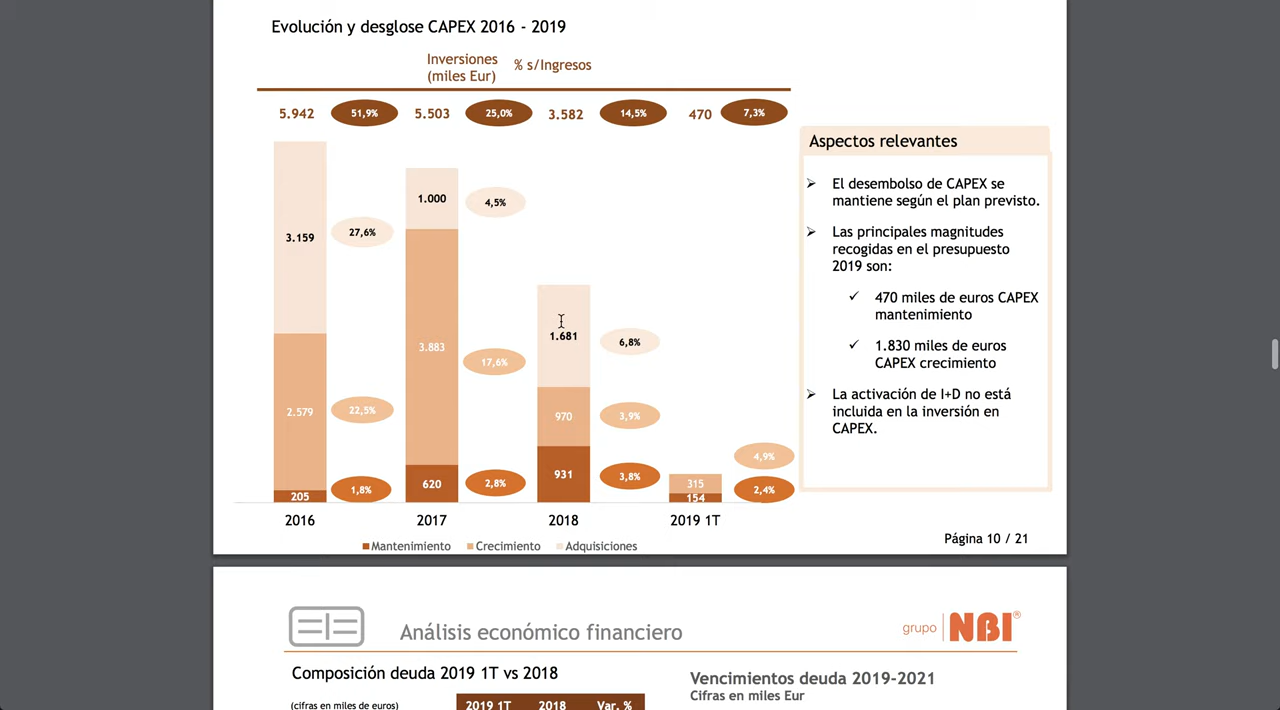 Evolución y desglose CAPEX 2016 - 2019
Inversiones
(miles Eur)
% s/Ingresos
5.942
51,9%
5.503
25,0%
3.582
14,5%
470
7,3%
3.159
27,6%
2.579
22,5%
205
1,8%
1.000
4,5%
3.883
17,6%
620
2,8%
1.681
6,8%
970
3,9%
931
3,8%
315
4,9%
154
2,4%
2016
2017
2018
2019 1T
Mantenimiento
Crecimiento
Adquisiciones
Aspectos relevantes
El desembolso de CAPEX se
mantiene según el plan previsto.
Las principales magnitudes
recogidas en el presupuesto
2019 son:
470 miles de euros CAPEX
mantenimiento
1.830 miles de euros
CAPEX crecimiento
La activación de I+D no está
incluida en la inversión en
CAPEX.
Página 10 / 21
Análisis económico financiero
grupo NBI®
Composición deuda 2019 1T vs 2018
(cifras en miles de euros)
2019 1T
2018
Var. %
Vencimientos deuda 2019-2021
Cifras en miles Eur